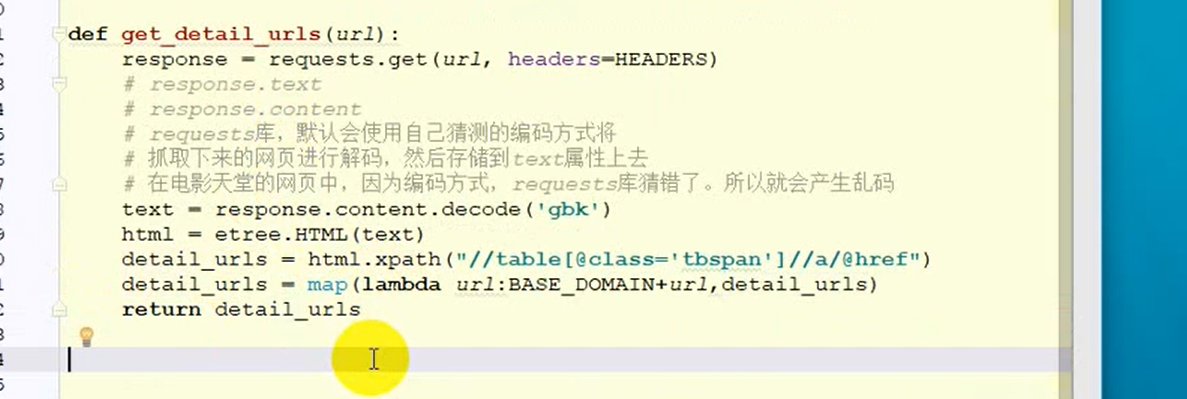 def get_detail_urls(url):
    response = requests.get(url, headers=HEADERS)
    # response.text
    # response.content
    # requests库，默认会使用自己猜测的编码方式将
    # 抓取下来的网页进行解码，然后存储到text属性上去
    # 在电影天堂的网页中，因为编码方式，requests库猜错了。所以就会产生乱码
    text = response.content.decode('gbk')
    html = etree.HTML(text)
    detail_urls = html.xpath("//table[@class='tbspan']//a/@href")
    detail_urls = map(lambda url:BASE_DOMAIN+url,detail_urls)
    return detail_urls